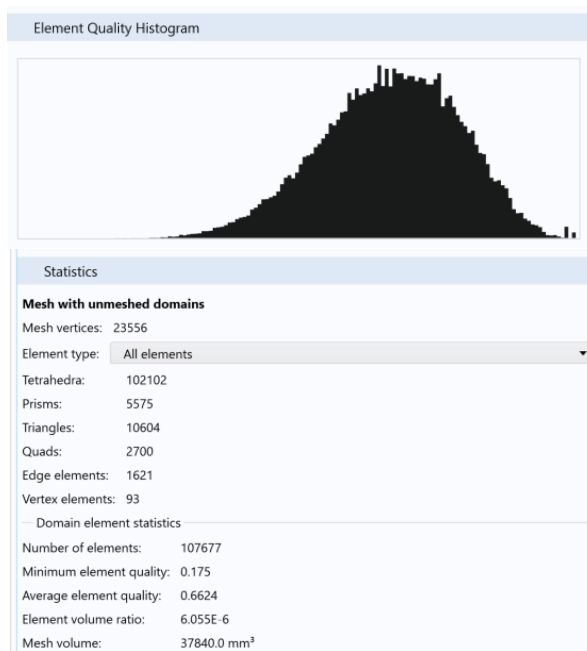 Element Quality Histogram
Statistics
Mesh with unmeshed domains
Mesh vertices: 23556
Element type: All elements
Tetrahedra: 102102
Prisms: 5575
Triangles: 10604
Quads: 2700
Edge elements: 1621
Vertex elements: 93
Domain element statistics
Number of elements: 107677
Minimum element quality: 0.175
Average element quality: 0.6624
Element volume ratio: 6.055E-6
Mesh volume: 37840.0 mm³